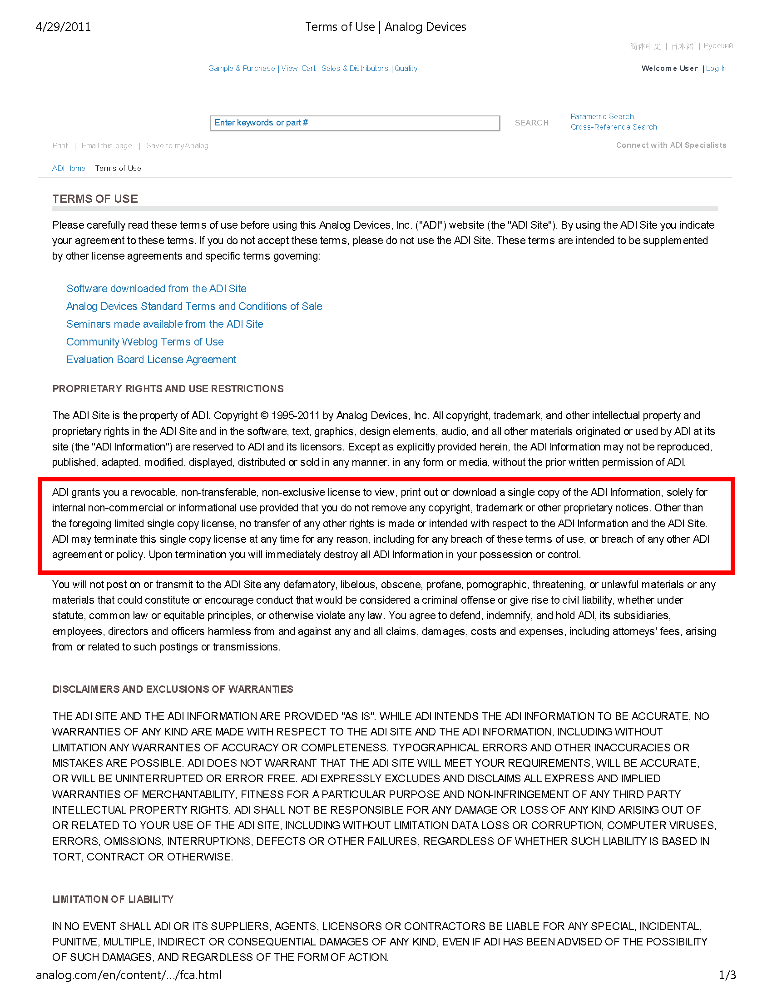 4/29/2011 Terms of Use | Analog Devices
简体中文 | 日本語 | Русский
Sample & Purchase | View Cart | Sales & Distributors | Quality Welcome User | Log In
Enter keywords or part # SEARCH Parametric Search
Cross-Reference Search
Print | Email this page | Save to myAnalog Connect with ADI Specialists
ADI Home Terms of Use
TERMS OF USE
Please carefully read these terms of use before using this Analog Devices, Inc. ("ADI") website (the "ADI Site"). By using the ADI Site you indicate
your agreement to these terms. If you do not accept these terms, please do not use the ADI Site. These terms are intended to be supplemented
by other license agreements and specific terms governing:
Software downloaded from the ADI Site
Analog Devices Standard Terms and Conditions of Sale
Seminars made available from the ADI Site
Community Weblog Terms of Use
Evaluation Board License Agreement
PROPRIETARY RIGHTS AND USE RESTRICTIONS
The ADI Site is the property of ADI. Copyright © 1995-2011 by Analog Devices, Inc. All copyright, trademark, and other intellectual property and
proprietary rights in the ADI Site and in the software, text, graphics, design elements, audio, and all other materials originated or used by ADI at its
site (the "ADI Information") are reserved to ADI and its licensors. Except as explicitly provided herein, the ADI Information may not be reproduced,
published, adapted, modified, displayed, distributed or sold in any manner, in any form or media, without the prior written permission of ADI.
ADI grants you a revocable, non-transferable, non-exclusive license to view, print out or download a single copy of the ADI Information, solely for
internal non-commercial or informational use provided that you do not remove any copyright, trademark or other proprietary notices. Other than
the foregoing limited single copy license, no transfer of any other rights is made or intended with respect to the ADI Information and the ADI Site.
ADI may terminate this single copy license at any time for any reason, including for any breach of these terms of use, or breach of any other ADI
agreement or policy. Upon termination you will immediately destroy all ADI Information in your possession or control.
You will not post on or transmit to the ADI Site any defamatory, libelous, obscene, profane, pornographic, threatening, or unlawful materials or any
materials that could constitute or encourage conduct that would be considered a criminal offense or give rise to civil liability, whether under
statute, common law or equitable principles, or otherwise violate any law. You agree to defend, indemnify, and hold ADI, its subsidiaries,
employees, directors and officers harmless from and against any and all claims, damages, costs and expenses, including attorneys' fees, arising
from or related to such postings or transmissions.
DISCLAIMERS AND EXCLUSIONS OF WARRANTIES
THE ADI SITE AND THE ADI INFORMATION ARE PROVIDED "AS IS". WHILE ADI INTENDS THE ADI INFORMATION TO BE ACCURATE, NO
WARRANTIES OF ANY KIND ARE MADE WITH RESPECT TO THE ADI SITE AND THE ADI INFORMATION, INCLUDING WITHOUT
LIMITATION ANY WARRANTIES OF ACCURACY OR COMPLETENESS. TYPOGRAPHICAL ERRORS AND OTHER INACCURACIES OR
MISTAKES ARE POSSIBLE. ADI DOES NOT WARRANT THAT THE ADI SITE WILL MEET YOUR REQUIREMENTS, WILL BE ACCURATE,
OR WILL BE UNINTERRUPTED OR ERROR FREE. ADI EXPRESSLY EXCLUDES AND DISCLAIMS ALL EXPRESS AND IMPLIED
WARRANTIES OF MERCHANTABILITY, FITNESS FOR A PARTICULAR PURPOSE AND NON-INFRINGEMENT OF ANY THIRD PARTY
INTELLECTUAL PROPERTY RIGHTS. ADI SHALL NOT BE RESPONSIBLE FOR ANY DAMAGE OR LOSS OF ANY KIND ARISING OUT OF
OR RELATED TO YOUR USE OF THE ADI SITE, INCLUDING WITHOUT LIMITATION DATA LOSS OR CORRUPTION, COMPUTER VIRUSES,
ERRORS, OMISSIONS, INTERRUPTIONS, DEFECTS OR OTHER FAILURES, REGARDLESS OF WHETHER SUCH LIABILITY IS BASED IN
TORT, CONTRACT OR OTHERWISE.
LIMITATION OF LIABILITY
IN NO EVENT SHALL ADI OR ITS SUPPLIERS, AGENTS, LICENSORS OR CONTRACTORS BE LIABLE FOR ANY SPECIAL, INCIDENTAL,
PUNITIVE, MULTIPLE, INDIRECT OR CONSEQUENTIAL DAMAGES OF ANY KIND, EVEN IF ADI HAS BEEN ADVISED OF THE POSSIBILITY
OF SUCH DAMAGES, AND REGARDLESS OF THE FORM OF ACTION.
analog.com/en/content/.../fca.html 1/3